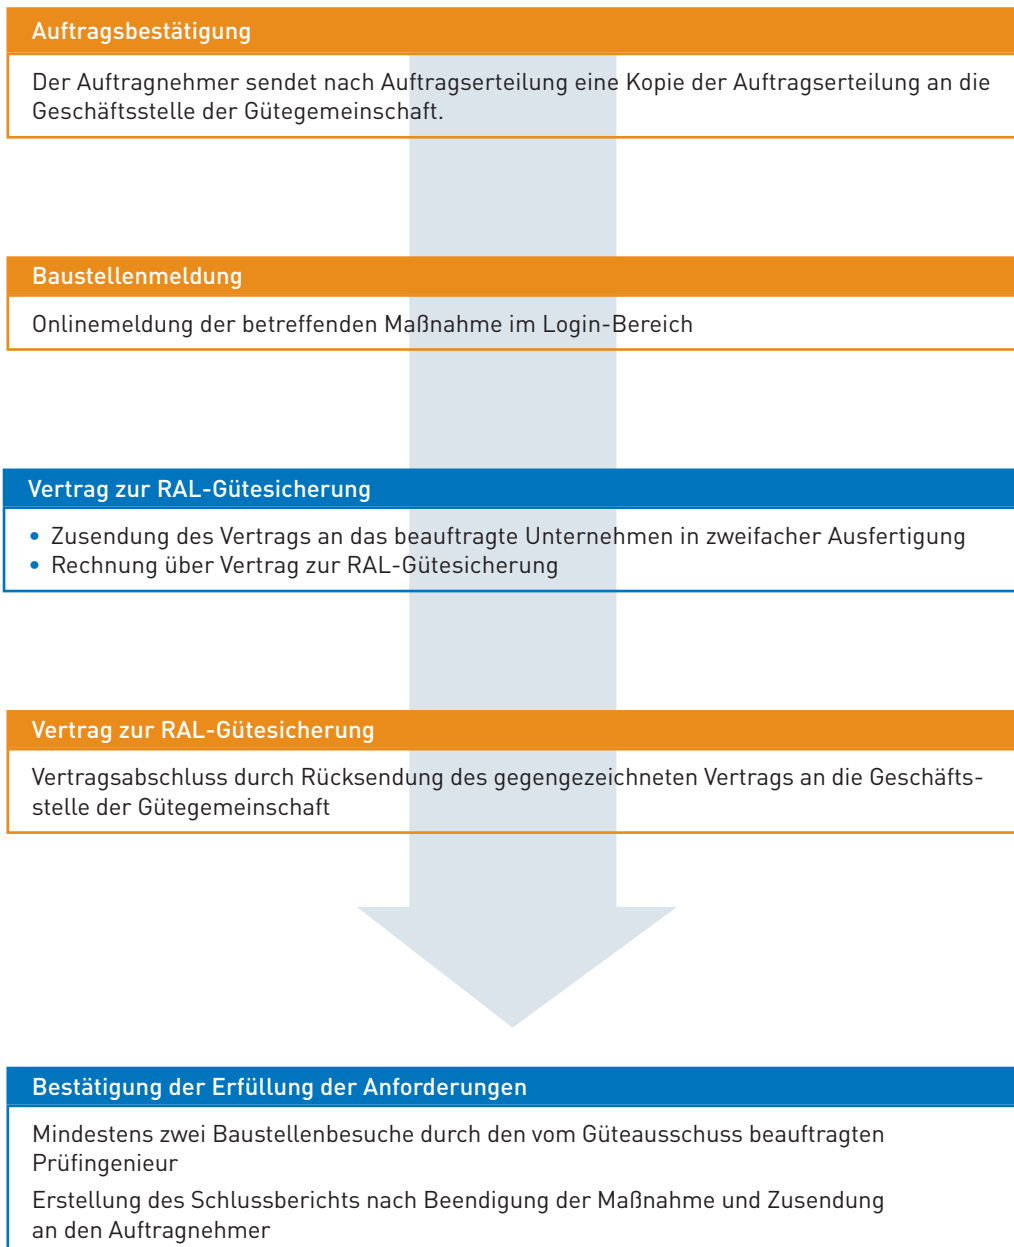 Auftragsbestätigung
Der Auftragnehmer sendet nach Auftragserteilung eine Kopie der Auftragserteilung an die
Geschäftsstelle der Gütegemeinschaft.
Baustellenmeldung
Onlinemeldung der betreffenden Maßnahme im Login-Bereich
Vertrag zur RAL-Gütesicherung
• Zusendung des Vertrags an das beauftragte Unternehmen in zweifacher Ausfertigung
• Rechnung über Vertrag zur RAL-Gütesicherung
Vertrag zur RAL-Gütesicherung
Vertragsabschluss durch Rücksendung des gegengezeichneten Vertrags an die Geschäfts-
stelle der Gütegemeinschaft
Bestätigung der Erfüllung der Anforderungen
Mindestens zwei Baustellenbesuche durch den vom Güteausschuss beauftragten
Prüfingenieur
Erstellung des Schlussberichts nach Beendigung der Maßnahme und Zusendung
an den Auftragnehmer